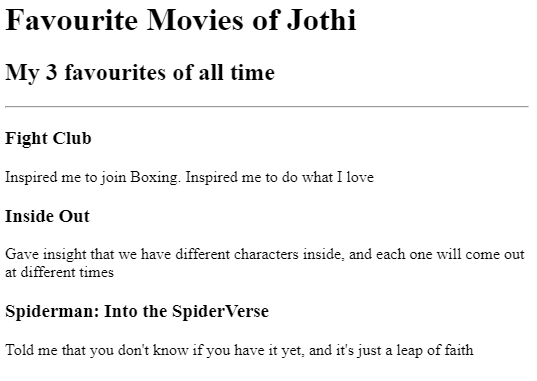 Favourite Movies of Jothi
My 3 favourites of all time
Fight Club
Inspired me to join Boxing. Inspired me to do what I love
Inside Out
Gave insight that we have different characters inside, and each one will come out
at different times
Spiderman: Into the SpiderVerse
Told me that you don't know if you have it yet, and it's just a leap of faith